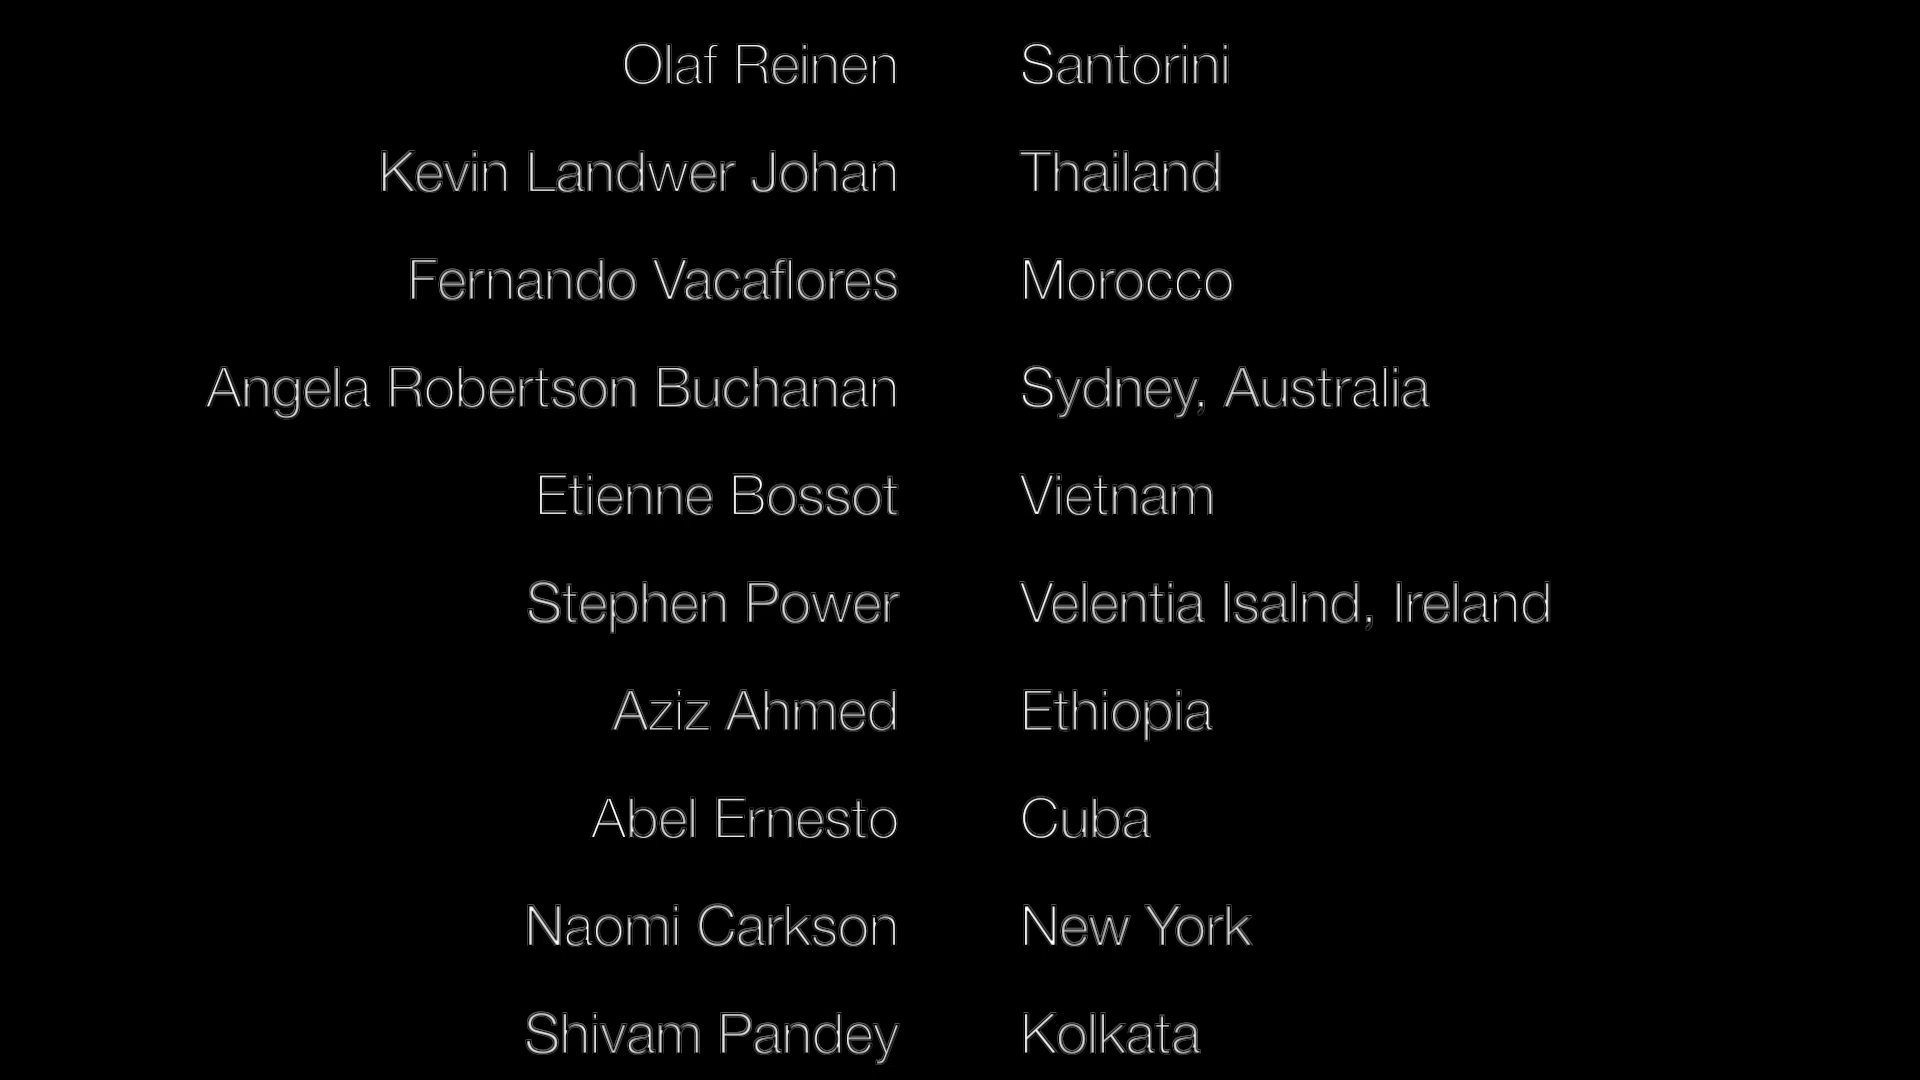 Olaf Reinen Santorini
Kevin Landwer Johan Thailand
Fernando Vacaflores Morocco
Angela Robertson Buchanan Sydney, Australia
Etienne Bossot Vietnam
Stephen Power Velentia Isalnd, Ireland
Aziz Ahmed Ethiopia
Abel Ernesto Cuba
Naomi Carkson New York
Shivam Pandey Kolkata